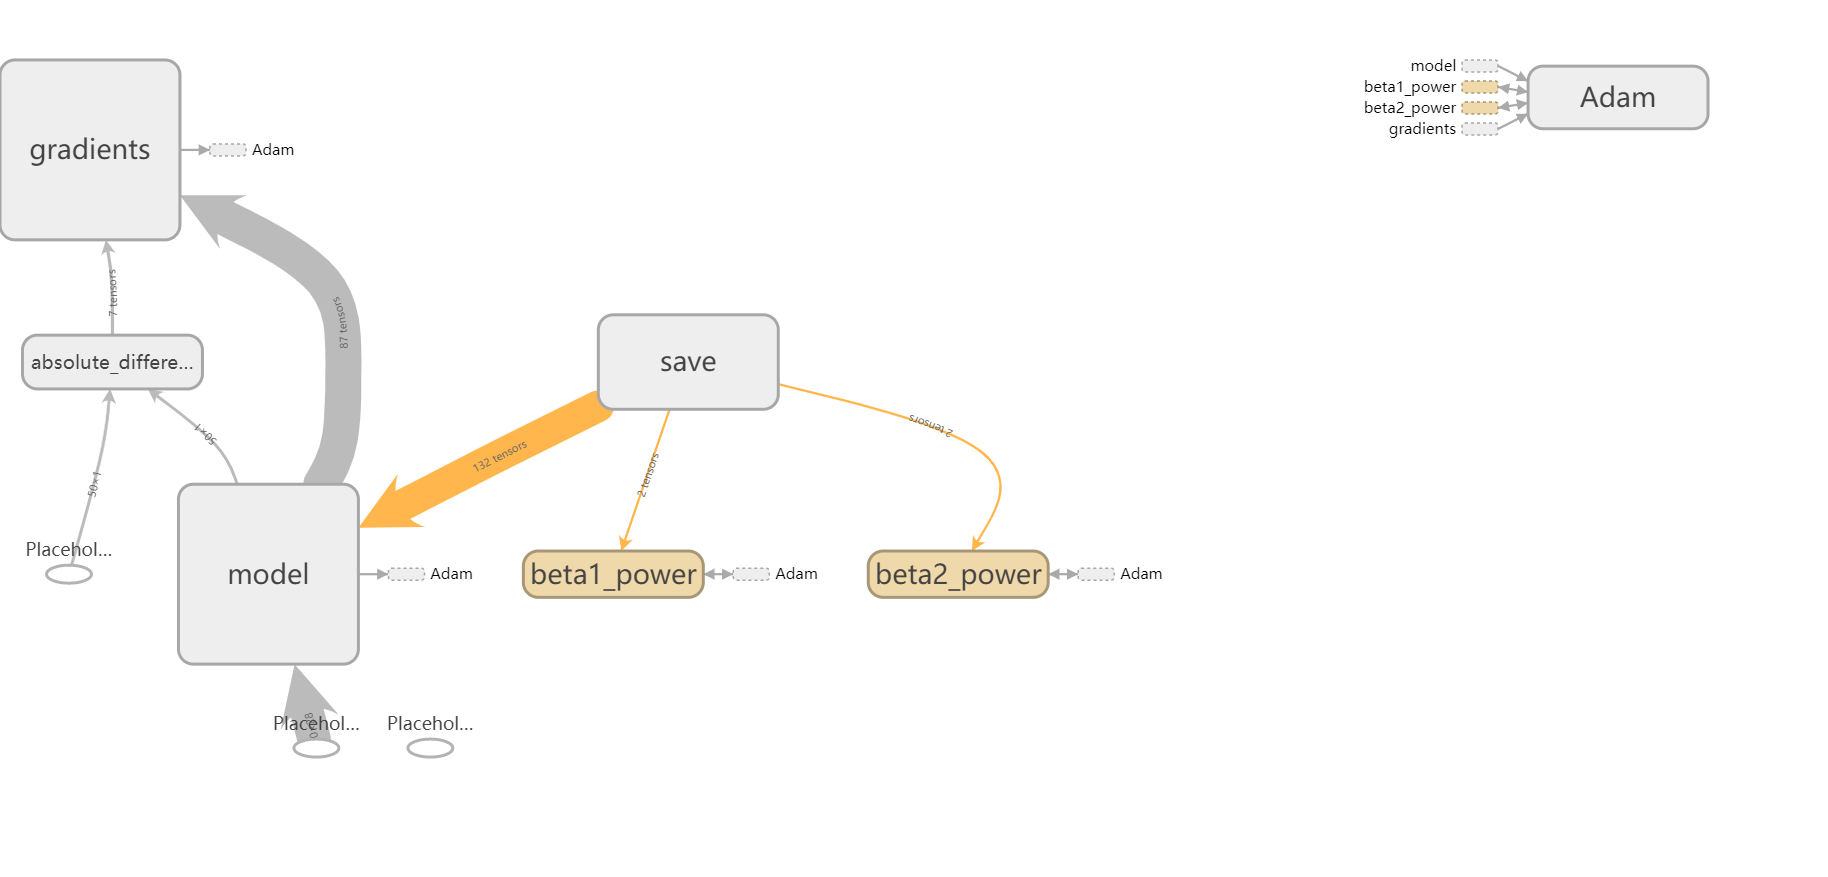 model
beta1_power
beta2_power
gradients
Adam
gradients
Adam
7 tensors
87 tensors
absolute_differe...
save
50×1
50×1
132 tensors
2 tensors
2 tensors
Placehol...
model
Adam
beta1_power
Adam
beta2_power
Adam
Placehol...
Placehol...